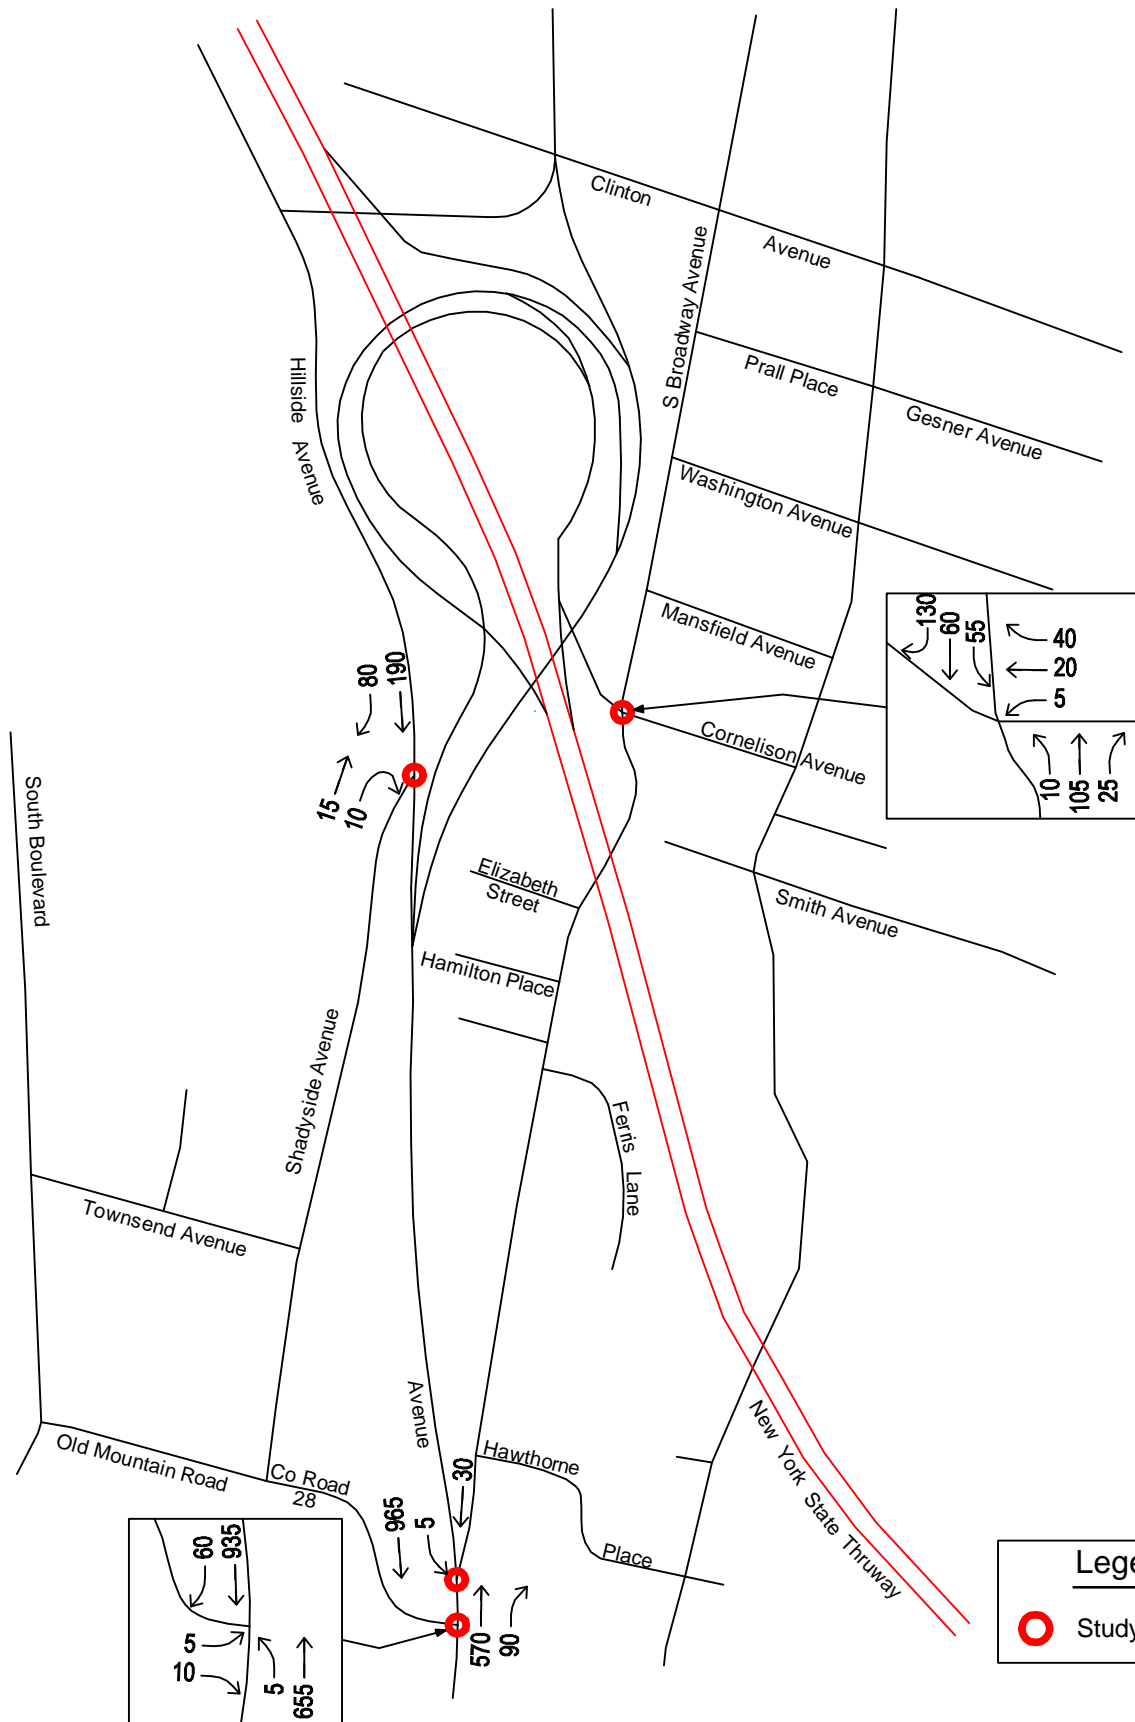 Clinton
Avenue
S Broadway Avenue
Prall Place
Gesner Avenue
Hillside Avenue
Washington Avenue
Mansfield Avenue
130
60
55
40
20
5
10
105
25
80
190
15
10
Cornelison Avenue
South Boulevard
Elizabeth
Street
Smith Avenue
Hamilton Place
Shadyside Avenue
Ferris Lane
Townsend Avenue
Avenue
New York State Thruway
Old Mountain Road
Co Road
28
Hawthorne
Place
30
965
5
570
90
60
935
5
10
5
655
Lege
Study